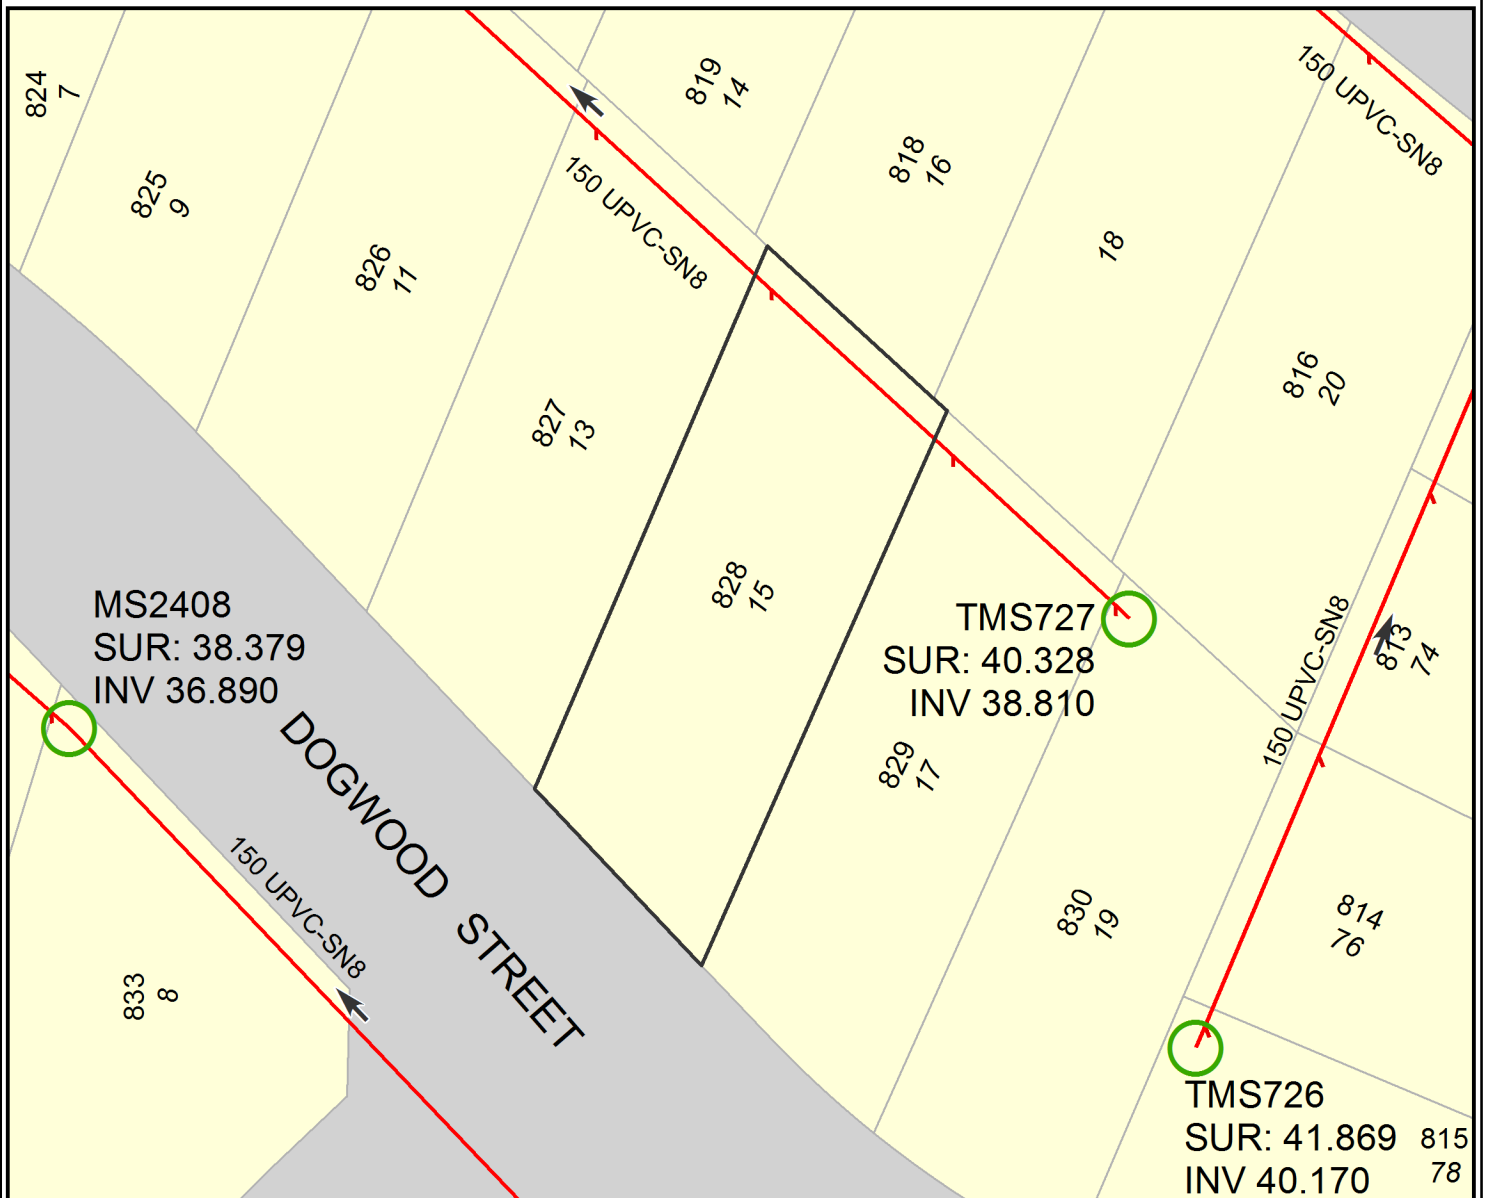 824
7
825
9
826
11
819
14
818
16
18
150 UPVC-SN8
150 UPVC-SN8
816
20
827
13
828
15
MS2408
SUR: 38.379
INV 36.890
TMS727
SUR: 40.328
INV 38.810
813
74
150 UPVC-SN8
DOGWOOD STREET
829
17
150 UPVC-SN8
830
19
814
76
833
8
TMS726
SUR: 41.869
INV 40.170
815
78